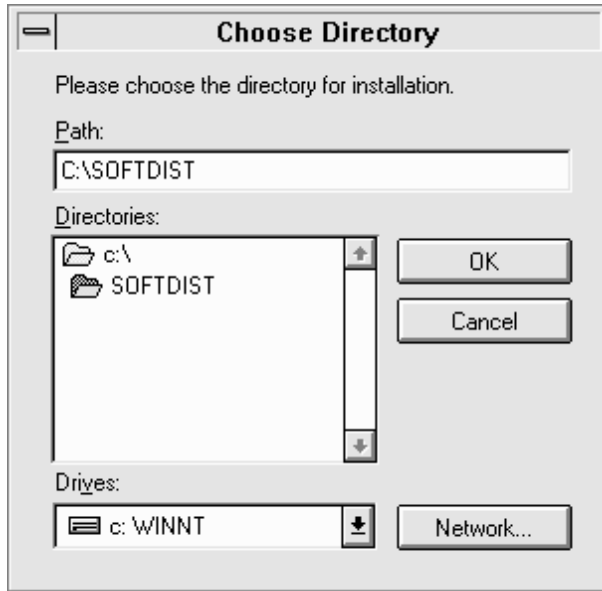 Choose Directory
Please choose the directory for installation.
Path:
C:\SOFTDIST
Directories:
c:\
SOFTDIST
OK
Cancel
Drives:
c: WINNT
Network...